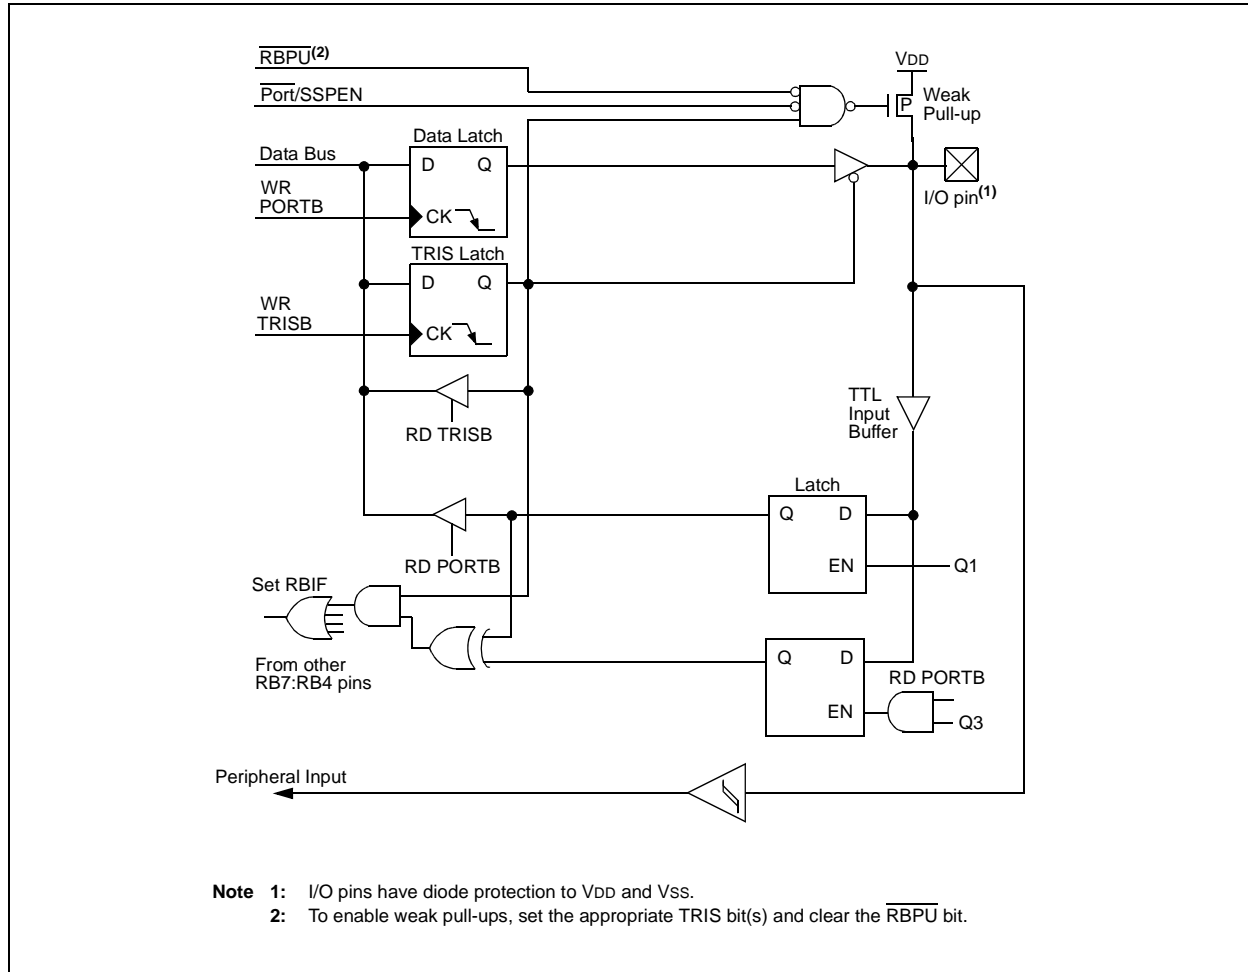 RBPU(2)
Port/SSPEN
VDD
P
Weak
Pull-up
Data Bus
WR
PORTB
Data Latch
D Q
CK
I/O pin(1)
TRIS Latch
D Q
CK
WR
TRISB
RD TRISB
TTL
Input
Buffer
Latch
Q D
EN
Q1
RD PORTB
Set RBIF
From other
RB7:RB4 pins
Q D
EN
RD PORTB
Q3
Peripheral Input
Note 1: I/O pins have diode protection to VDD and VSS.
2: To enable weak pull-ups, set the appropriate TRIS bit(s) and clear the RBPU bit.